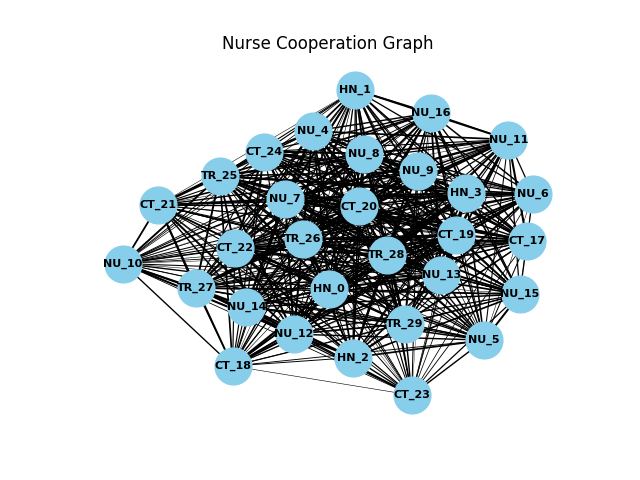 Nurse Cooperation Graph
HN_1
NU_16
NU_4
NU_11
CT_24
NU_8
NU_9
TR_25
HN_3
NU_6
NU_7
CT_21
CT_20
CT_19
TR_26
CT_17
CT_22
TR_28
NU_10
NU_13
TR_27
HN_0
NU_15
NU_14
TR_29
NU_12
NU_5
HN_2
CT_18
CT_23